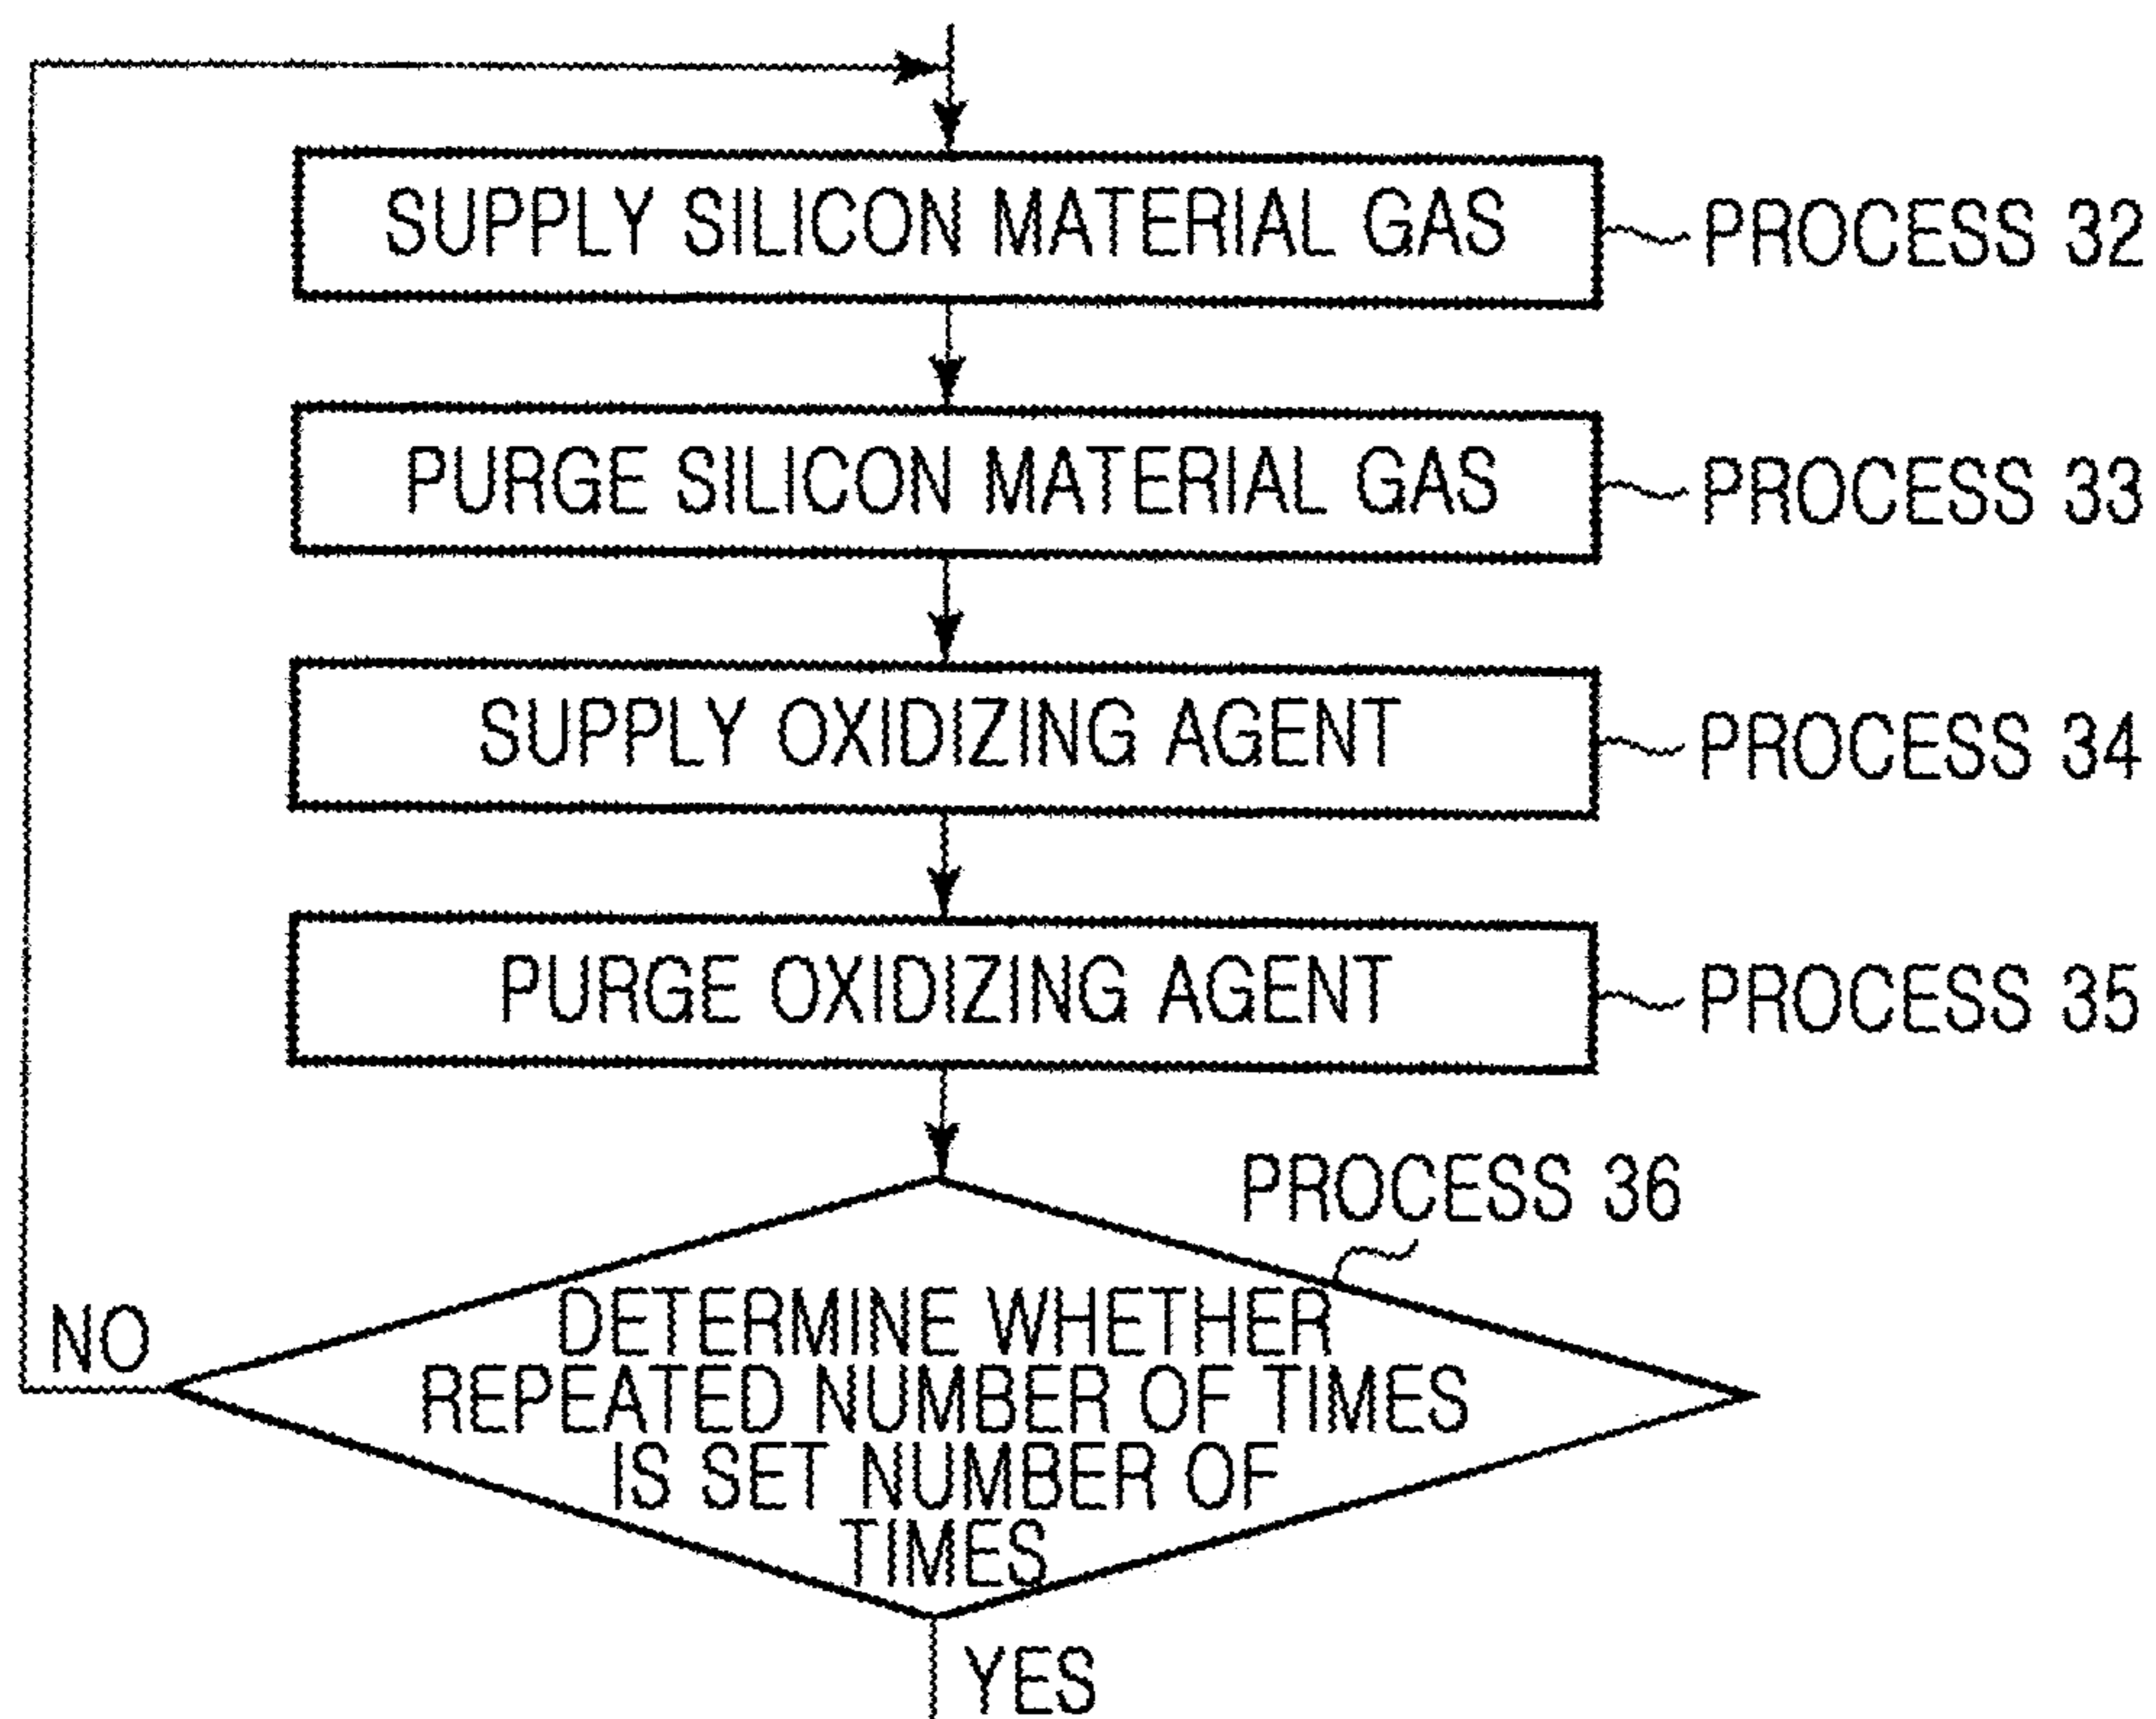 SUPPLY SILICON MATERIAL GAS
PROCESS 32
PURGE SILICON MATERIAL GAS
PROCESS 33
SUPPLY OXIDIZING AGENT
PROCESS 34
PURGE OXIDIZING AGENT
PROCESS 35
PROCESS 36
DETERMINE WHETHER
REPEATED NUMBER OF TIMES
IS SET NUMBER OF
TIMES
NO
YES